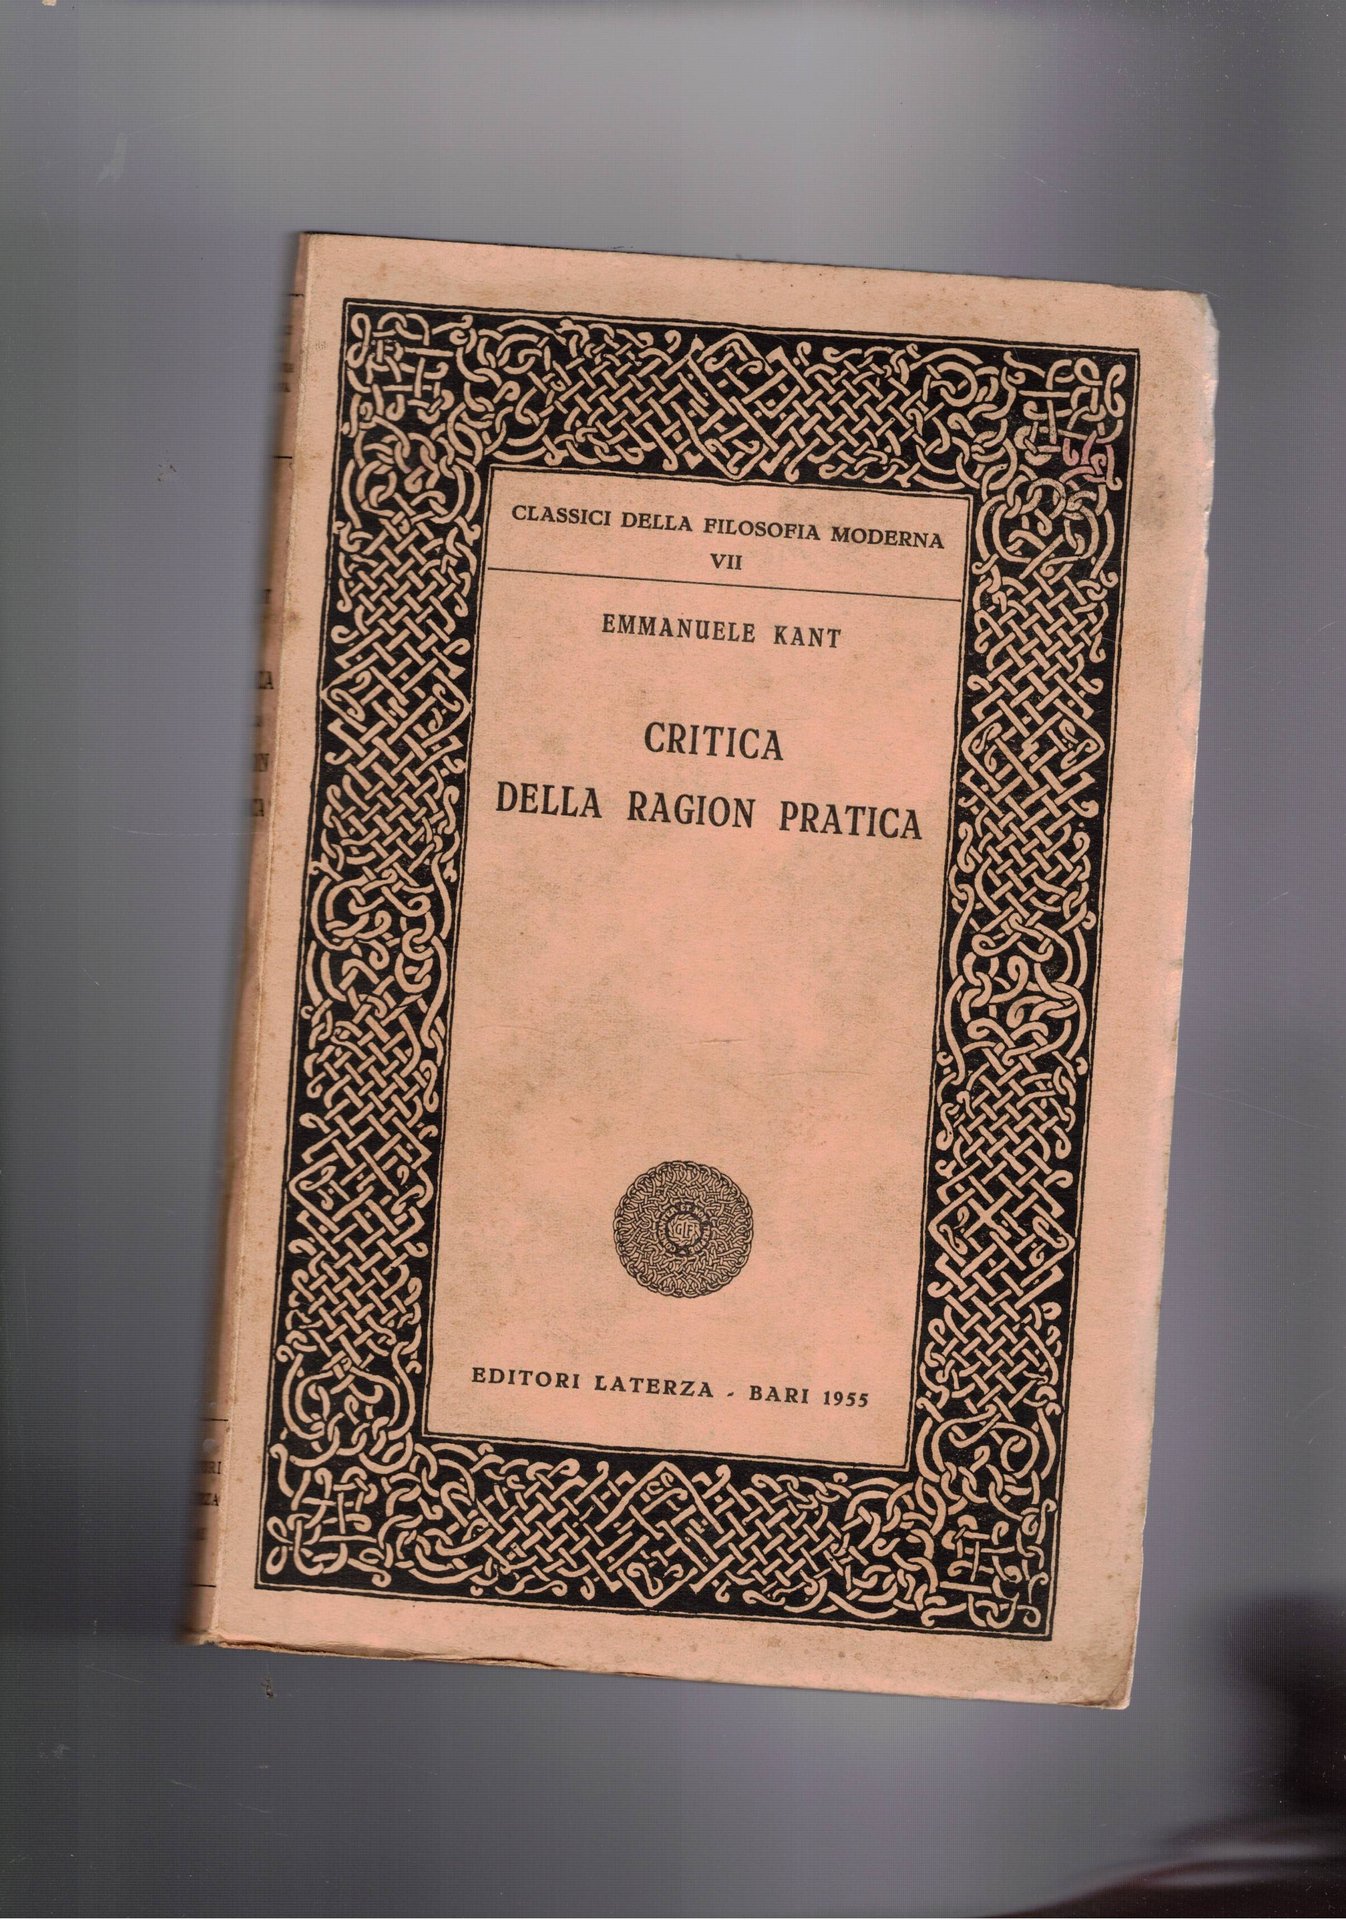 CLASSICI DELLA FILOSOFIA MODERNA
VII
EMMANUELE KANT
CRITICA
DELLA RAGION PRATICA
EDITORI LATERZA - BARI 1955